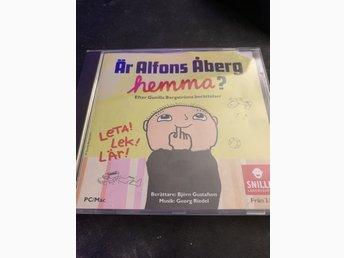 Är Alfons Åberg
hemma?
Efter Gunilla Bergströms berättelser
LETA!
LEK!
LÄR!
SNILLE
Berättare: Björn Gustafson
Musik: Georg Riedel
PC/Mac
Från